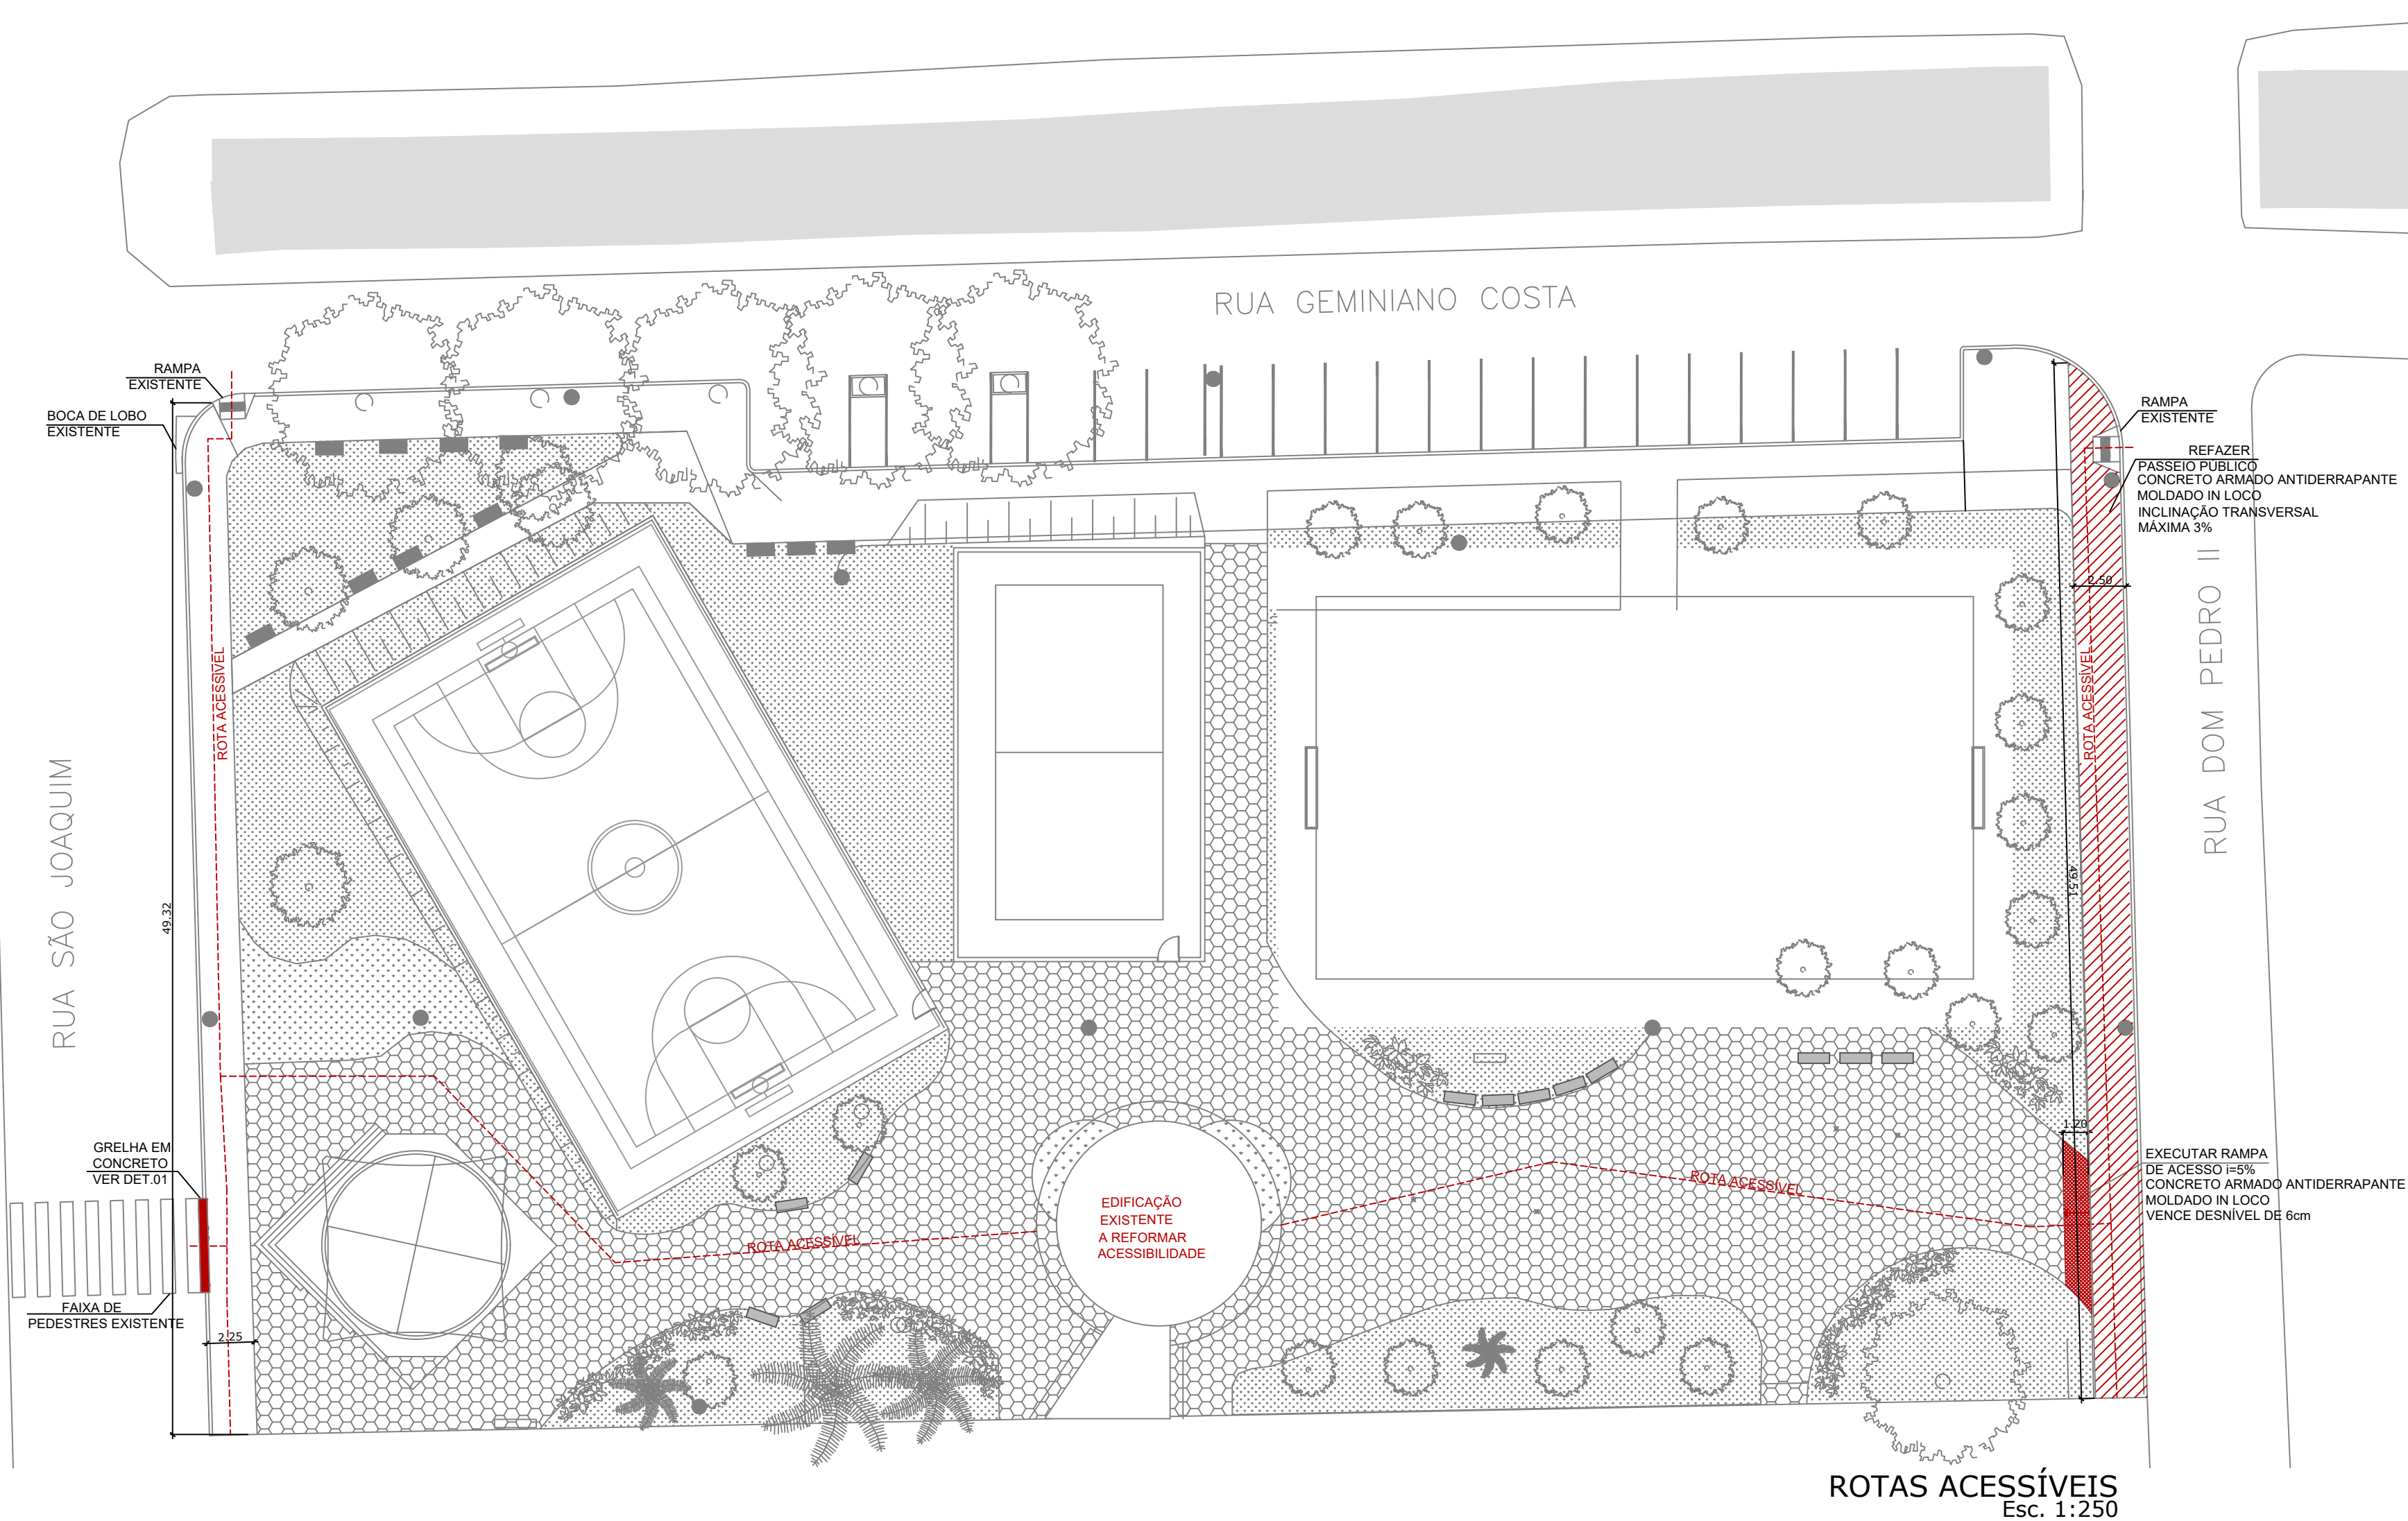 RUA GEMINIANO COSTA
RAMPA
EXISTENTE
BOCA DE LOBO
EXISTENTE
RAMPA
EXISTENTE
REFAZER
PASSEIO PUBLICO
CONCRETO ARMADO ANTIDERRAPANTE
MOLDADO IN LOCO
INCLINAÇÃO TRANSVERSAL
MÁXIMA 3%
2.50
RUA DOM PEDRO II
ROTA ACESSÍVEL
ROTA ACESSÍVEL
RUA SÃO JOAQUIM
49.32
49.51
1.20
GRELHA EM
CONCRETO
VER DET.01
EXECUTAR RAMPA
DE ACESSO i=5%
CONCRETO ARMADO ANTIDERRAPANTE
MOLDADO IN LOCO
VENCE DESNÍVEL DE 6cm
ROTA ACESSÍVEL
EDIFICAÇÃO
EXISTENTE
A REFORMAR
ACESSIBILIDADE
ROTA ACESSÍVEL
FAIXA DE
PEDESTRES EXISTENTE
2.25
ROTAS ACESSÍVEIS
Esc. 1:250